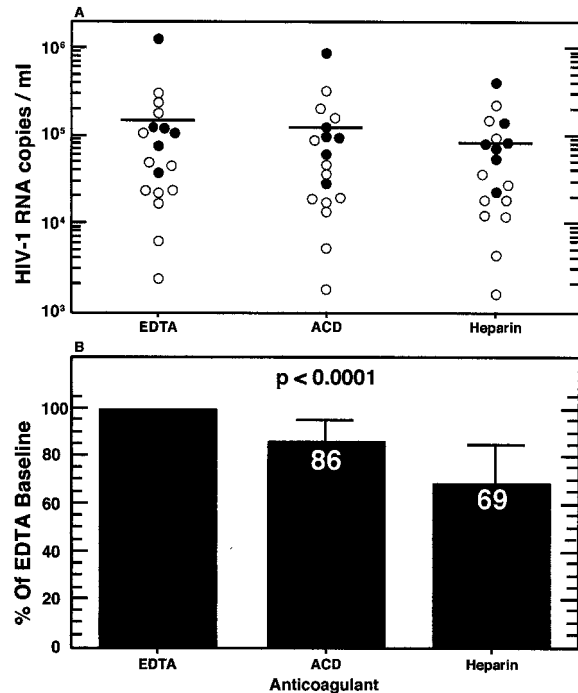 A
HIV-1 RNA copies / ml
10⁶
10⁵
10⁴
10³
EDTA ACD Heparin
B
p < 0.0001
% Of EDTA Baseline
100
80
60
40
20
0
86
69
EDTA ACD Heparin
Anticoagulant